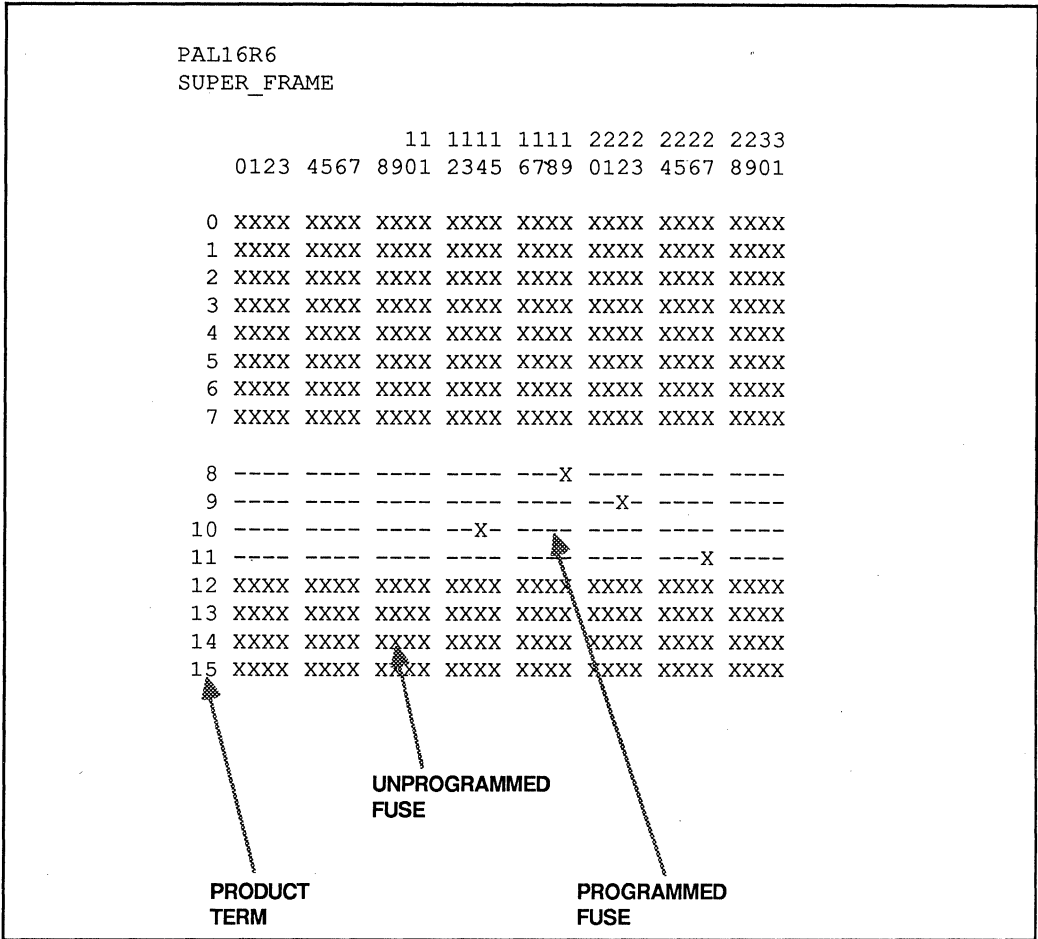 PAL16R6
SUPER_FRAME
11 1111 1111 2222 2222 2233
0123 4567 8901 2345 6789 0123 4567 8901
0 XXXX XXXX XXXX XXXX XXXX XXXX XXXX XXXX
1 XXXX XXXX XXXX XXXX XXXX XXXX XXXX XXXX
2 XXXX XXXX XXXX XXXX XXXX XXXX XXXX XXXX
3 XXXX XXXX XXXX XXXX XXXX XXXX XXXX XXXX
4 XXXX XXXX XXXX XXXX XXXX XXXX XXXX XXXX
5 XXXX XXXX XXXX XXXX XXXX XXXX XXXX XXXX
6 XXXX XXXX XXXX XXXX XXXX XXXX XXXX XXXX
7 XXXX XXXX XXXX XXXX XXXX XXXX XXXX XXXX
8 ---- ---- ---- ---- ---X ---- ---- ----
9 ---- ---- ---- ---- ---- --X- ---- ----
10 ---- ---- ---- --X- ---- ---- ---- ----
11 ---- ---- ---- ---- ---- ---- ---X ----
12 XXXX XXXX XXXX XXXX XXXX XXXX XXXX XXXX
13 XXXX XXXX XXXX XXXX XXXX XXXX XXXX XXXX
14 XXXX XXXX XXXX XXXX XXXX XXXX XXXX XXXX
15 XXXX XXXX XXXX XXXX XXXX XXXX XXXX XXXX
UNPROGRAMMED
FUSE
PRODUCT
TERM
PROGRAMMED
FUSE